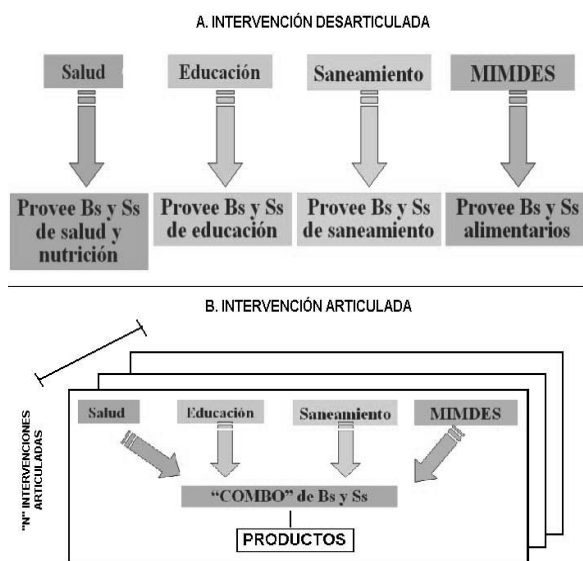 A. INTERVENCIÓN DESARTICULADA
Salud
Educación
Saneamiento
MIMDES
Provee Bs y Ss
de salud y
nutrición
Provee Bs y Ss
de educación
Provee Bs y Ss
de saneamiento
Provee Bs y Ss
alimentarios
B. INTERVENCIÓN ARTICULADA
"N" INTERVENCIONES
ARTICULADAS
Salud
Educación
Saneamiento
MIMDES
“COMBO” de Bs y Ss
PRODUCTOS